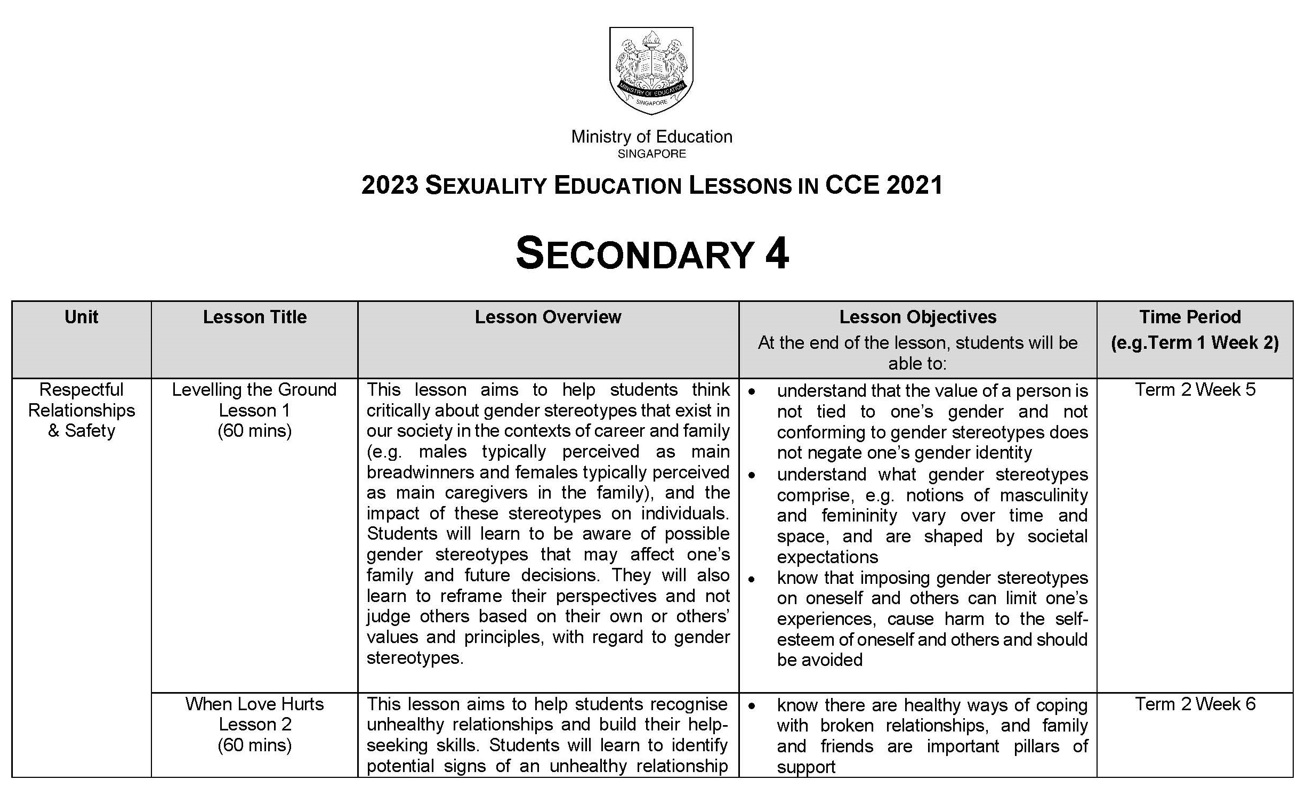 MINISTRY OF EDUCATION
SINGAPORE
Ministry of Education
SINGAPORE
2023 SEXUALITY EDUCATION LESSONS IN CCE 2021
SECONDARY 4
Unit
Lesson Title
Lesson Overview
Lesson Objectives
At the end of the lesson, students will be
able to:
Time Period
(e.g.Term 1 Week 2)
Respectful
Relationships
& Safety
Levelling the Ground
Lesson 1
(60 mins)
This lesson aims to help students think
critically about gender stereotypes that exist in
our society in the contexts of career and family
(e.g. males typically perceived as main
breadwinners and females typically perceived
as main caregivers in the family), and the
impact of these stereotypes on individuals.
Students will learn to be aware of possible
gender stereotypes that may affect one's
family and future decisions. They will also
learn to reframe their perspectives and not
judge others based on their own or others'
values and principles, with regard to gender
stereotypes.
• understand that the value of a person is
not tied to one's gender and not
conforming to gender stereotypes does
not negate one's gender identity
• understand what gender stereotypes
comprise, e.g. notions of masculinity
and femininity vary over time and
space, and are shaped by societal
expectations
• know that imposing gender stereotypes
on oneself and others can limit one's
experiences, cause harm to the self-
esteem of oneself and others and should
be avoided
Term 2 Week 5
When Love Hurts
Lesson 2
(60 mins)
This lesson aims to help students recognise
unhealthy relationships and build their help-
seeking skills. Students will learn to identify
potential signs of an unhealthy relationship
• know there are healthy ways of coping
with broken relationships, and family
and friends are important pillars of
support
Term 2 Week 6